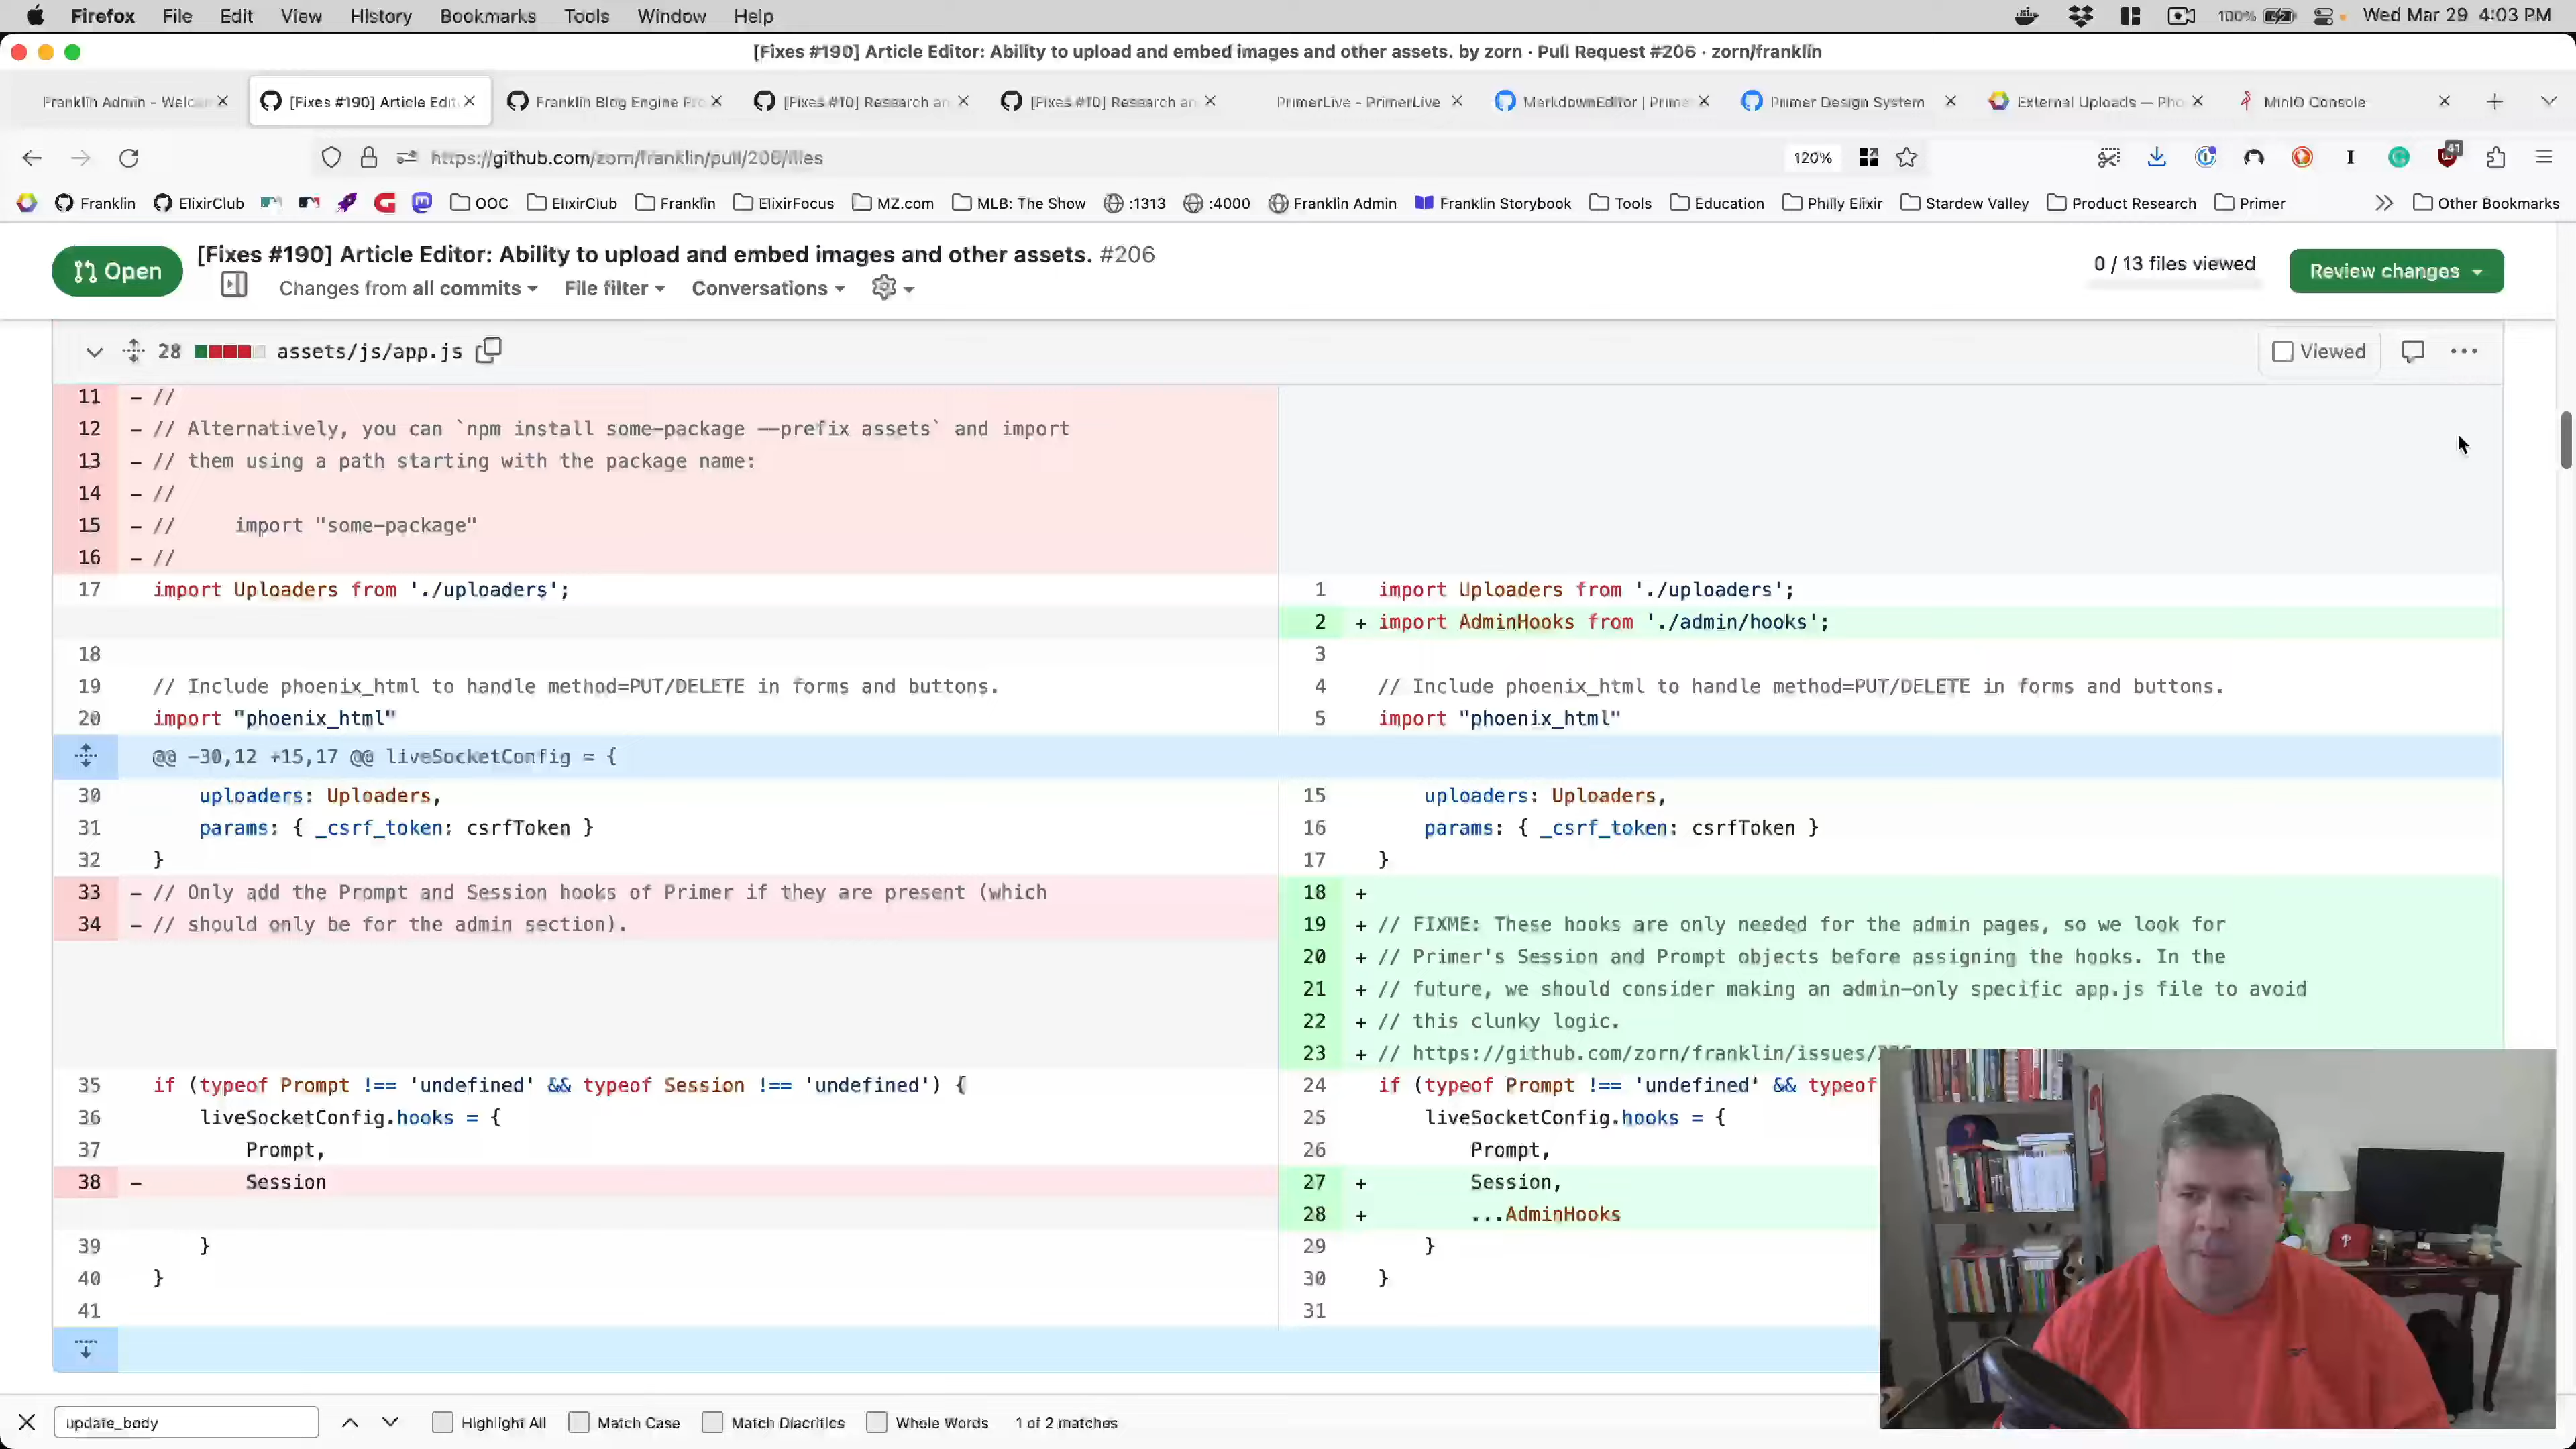 Firefox File Edit View History Bookmarks Tools Window Help 100% Wed Mar 29 4:03 PM
[Fixes #190] Article Editor: Ability to upload and embed images and other assets. by zorn · Pull Request #206 · zorn/franklin
Franklin Admin - Welca [Fixes #190] Article Edit Franklin Blog Engine Pro [Fixes #10] Research an [Fixes #10] Research an PrimerLive - PrimerLive MarkdownEditor | Prime Primer Design System External Uploads — Pho MinIO Console
https://github.com/zorn/franklin/pull/206/files 120% 41
Franklin ElixirClub OOC ElixirClub Franklin ElixirFocus MZ.com MLB: The Show :1313 :4000 Franklin Admin Franklin Storybook Tools Education Philly Elixir Stardew Valley Product Research Primer Other Bookmarks
Open [Fixes #190] Article Editor: Ability to upload and embed images and other assets. #206
Changes from all commits File filter Conversations 0 / 13 files viewed Review changes
28 assets/js/app.js Viewed
11 - //
12 - // Alternatively, you can `npm install some-package --prefix assets` and import
13 - // them using a path starting with the package name:
14 - //
15 - // import "some-package"
16 - //
17 import Uploaders from './uploaders'; 1 import Uploaders from './uploaders';
2 + import AdminHooks from './admin/hooks';
18 3
19 // Include phoenix_html to handle method=PUT/DELETE in forms and buttons. 4 // Include phoenix_html to handle method=PUT/DELETE in forms and buttons.
20 import "phoenix_html" 5 import "phoenix_html"
@@ -30,12 +15,17 @@ liveSocketConfig = {
30 uploaders: Uploaders, 15 uploaders: Uploaders,
31 params: { _csrf_token: csrfToken } 16 params: { _csrf_token: csrfToken }
32 } 17 }
33 - // Only add the Prompt and Session hooks of Primer if they are present (which 18 +
34 - // should only be for the admin section). 19 + // FIXME: These hooks are only needed for the admin pages, so we look for
20 + // Primer's Session and Prompt objects before assigning the hooks. In the
21 + // future, we should consider making an admin-only specific app.js file to avoid
22 + // this clunky logic.
23 + // https://github.com/zorn/franklin/issues/
35 if (typeof Prompt !== 'undefined' && typeof Session !== 'undefined') { 24 if (typeof Prompt !== 'undefined' && typeof
36 liveSocketConfig.hooks = { 25 liveSocketConfig.hooks = {
37 Prompt, 26 Prompt,
38 - Session 27 + Session,
28 + ...AdminHooks
39 } 29 }
40 } 30 }
41 31
update_body Highlight All Match Case Match Diacritics Whole Words 1 of 2 matches